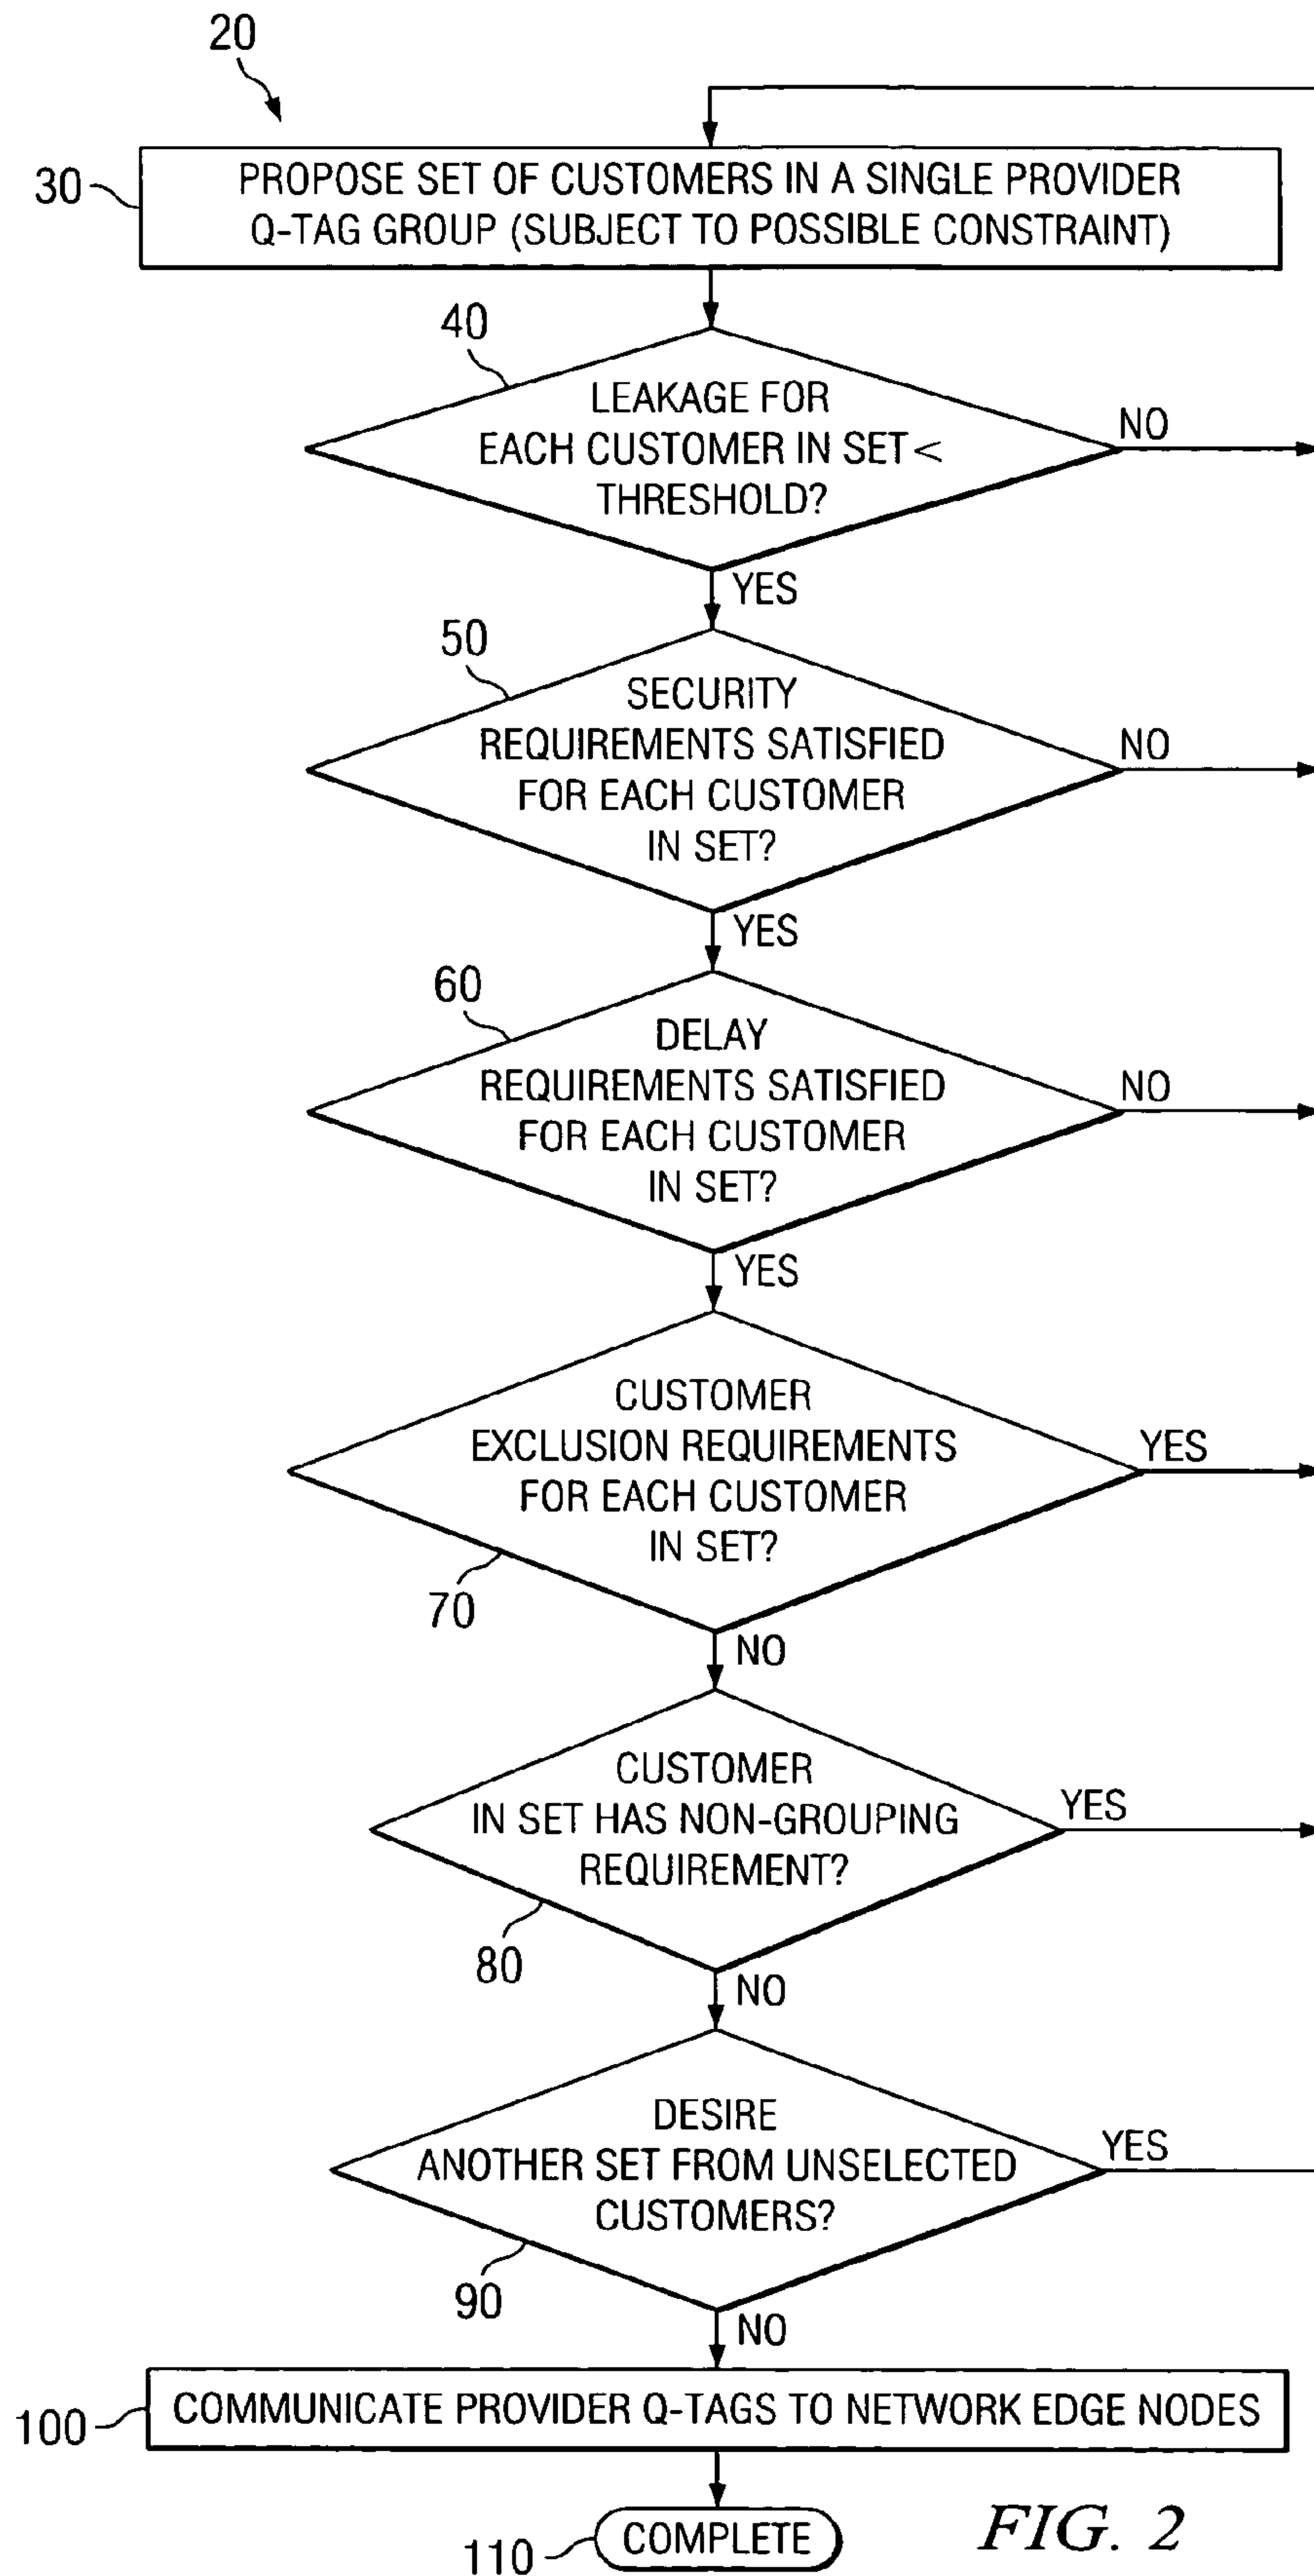 20
30
PROPOSE SET OF CUSTOMERS IN A SINGLE PROVIDER
Q-TAG GROUP (SUBJECT TO POSSIBLE CONSTRAINT)
40
LEAKAGE FOR
EACH CUSTOMER IN SET <
THRESHOLD?
NO
YES
50
SECURITY
REQUIREMENTS SATISFIED
FOR EACH CUSTOMER
IN SET?
NO
YES
60
DELAY
REQUIREMENTS SATISFIED
FOR EACH CUSTOMER
IN SET?
NO
YES
CUSTOMER
EXCLUSION REQUIREMENTS
FOR EACH CUSTOMER
IN SET?
YES
70
NO
CUSTOMER
IN SET HAS NON-GROUPING
REQUIREMENT?
YES
80
NO
DESIRE
ANOTHER SET FROM UNSELECTED
CUSTOMERS?
YES
90
NO
100
COMMUNICATE PROVIDER Q-TAGS TO NETWORK EDGE NODES
110
COMPLETE
FIG. 2